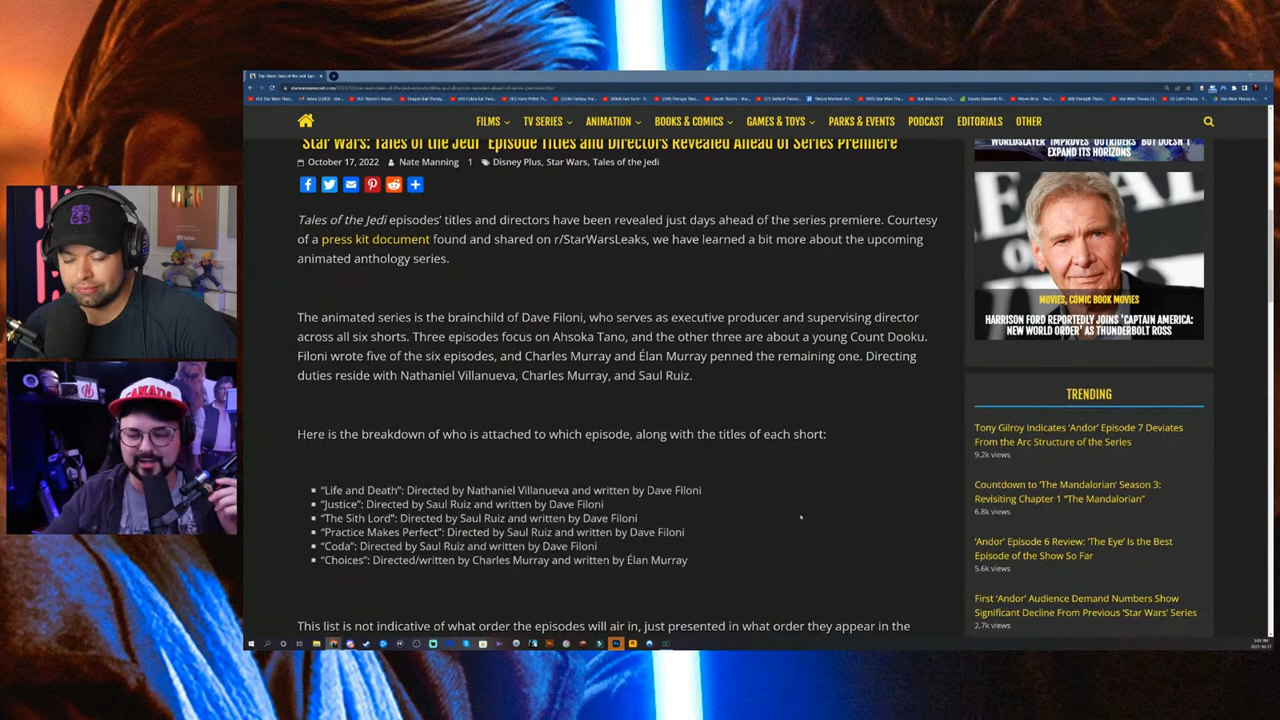 FILMS TV SERIES ANIMATION BOOKS & COMICS GAMES & TOYS PARKS & EVENTS PODCAST EDITORIALS OTHER
'Star Wars: Tales of the Jedi' Episode Titles and Directors Revealed Ahead of Series Premiere
October 17, 2022 Nate Manning 1 Disney Plus, Star Wars, Tales of the Jedi
Tales of the Jedi episodes' titles and directors have been revealed just days ahead of the series premiere. Courtesy
of a press kit document found and shared on r/StarWarsLeaks, we have learned a bit more about the upcoming
animated anthology series.
The animated series is the brainchild of Dave Filoni, who serves as executive producer and supervising director
across all six shorts. Three episodes focus on Ahsoka Tano, and the other three are about a young Count Dooku.
Filoni wrote five of the six episodes, and Charles Murray and Élan Murray penned the remaining one. Directing
duties reside with Nathaniel Villanueva, Charles Murray, and Saul Ruiz.
Here is the breakdown of who is attached to which episode, along with the titles of each short:
"Life and Death": Directed by Nathaniel Villanueva and written by Dave Filoni
"Justice": Directed by Saul Ruiz and written by Dave Filoni
"The Sith Lord": Directed by Saul Ruiz and written by Dave Filoni
"Practice Makes Perfect": Directed by Saul Ruiz and written by Dave Filoni
"Coda": Directed by Saul Ruiz and written by Dave Filoni
"Choices": Directed/written by Charles Murray and written by Élan Murray
This list is not indicative of what order the episodes will air in, just presented in what order they appear in the
WORLDSLAYER' IMPROVES 'OUTRIDERS' BUT DOESN'T
EXPAND ITS HORIZONS
MOVIES, COMIC BOOK MOVIES
HARRISON FORD REPORTEDLY JOINS 'CAPTAIN AMERICA:
NEW WORLD ORDER' AS THUNDERBOLT ROSS
TRENDING
Tony Gilroy Indicates 'Andor' Episode 7 Deviates
From the Arc Structure of the Series
9.2k views
Countdown to 'The Mandalorian' Season 3:
Revisiting Chapter 1 "The Mandalorian"
6.8k views
'Andor' Episode 6 Review: 'The Eye' Is the Best
Episode of the Show So Far
5.6k views
First 'Andor' Audience Demand Numbers Show
Significant Decline From Previous 'Star Wars' Series
2.7k views
CANADA